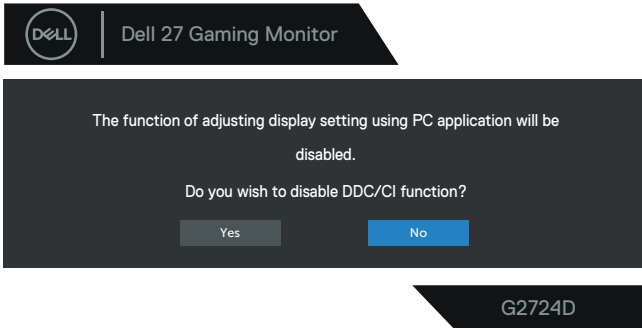 DELL
Dell 27 Gaming Monitor
The function of adjusting display setting using PC application will be
disabled.
Do you wish to disable DDC/CI function?
Yes
No
G2724D